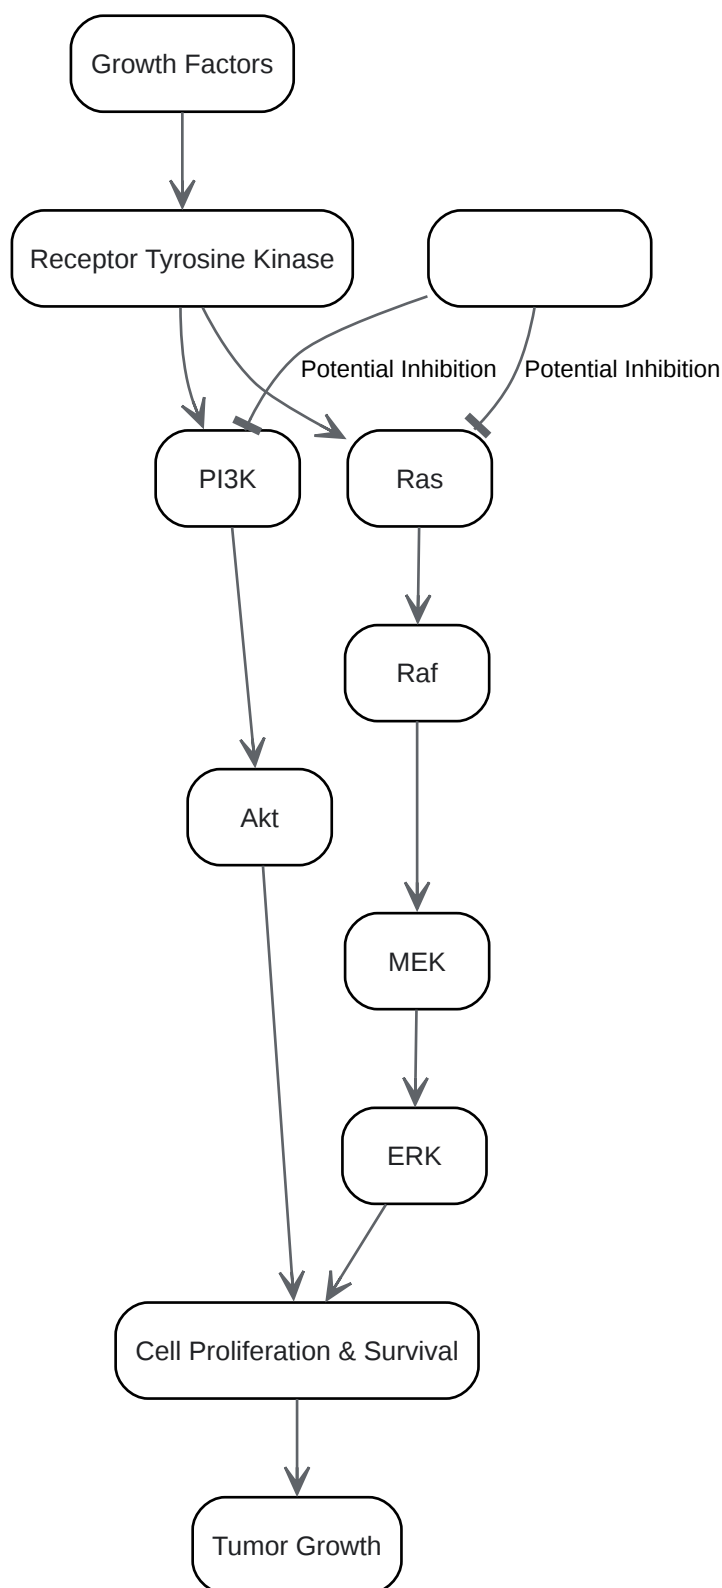 Growth Factors
Receptor Tyrosine Kinase
Potential Inhibition
Potential Inhibition
PI3K
Ras
Raf
Akt
MEK
ERK
Cell Proliferation & Survival
Tumor Growth